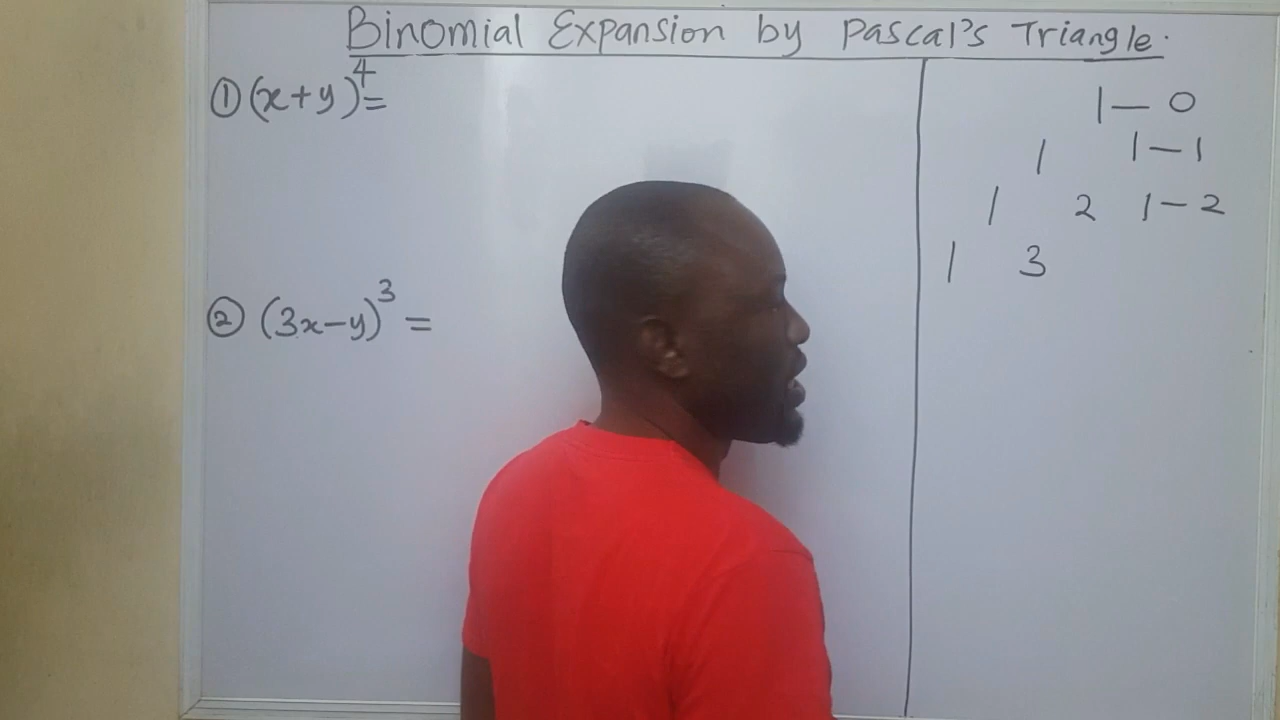 Binomial Expansion by Pascal's Triangle.
① (x+y)⁴=
② (3x-y)³ =
1 — 0
1 1 — 1
1 2 1 — 2
1 3